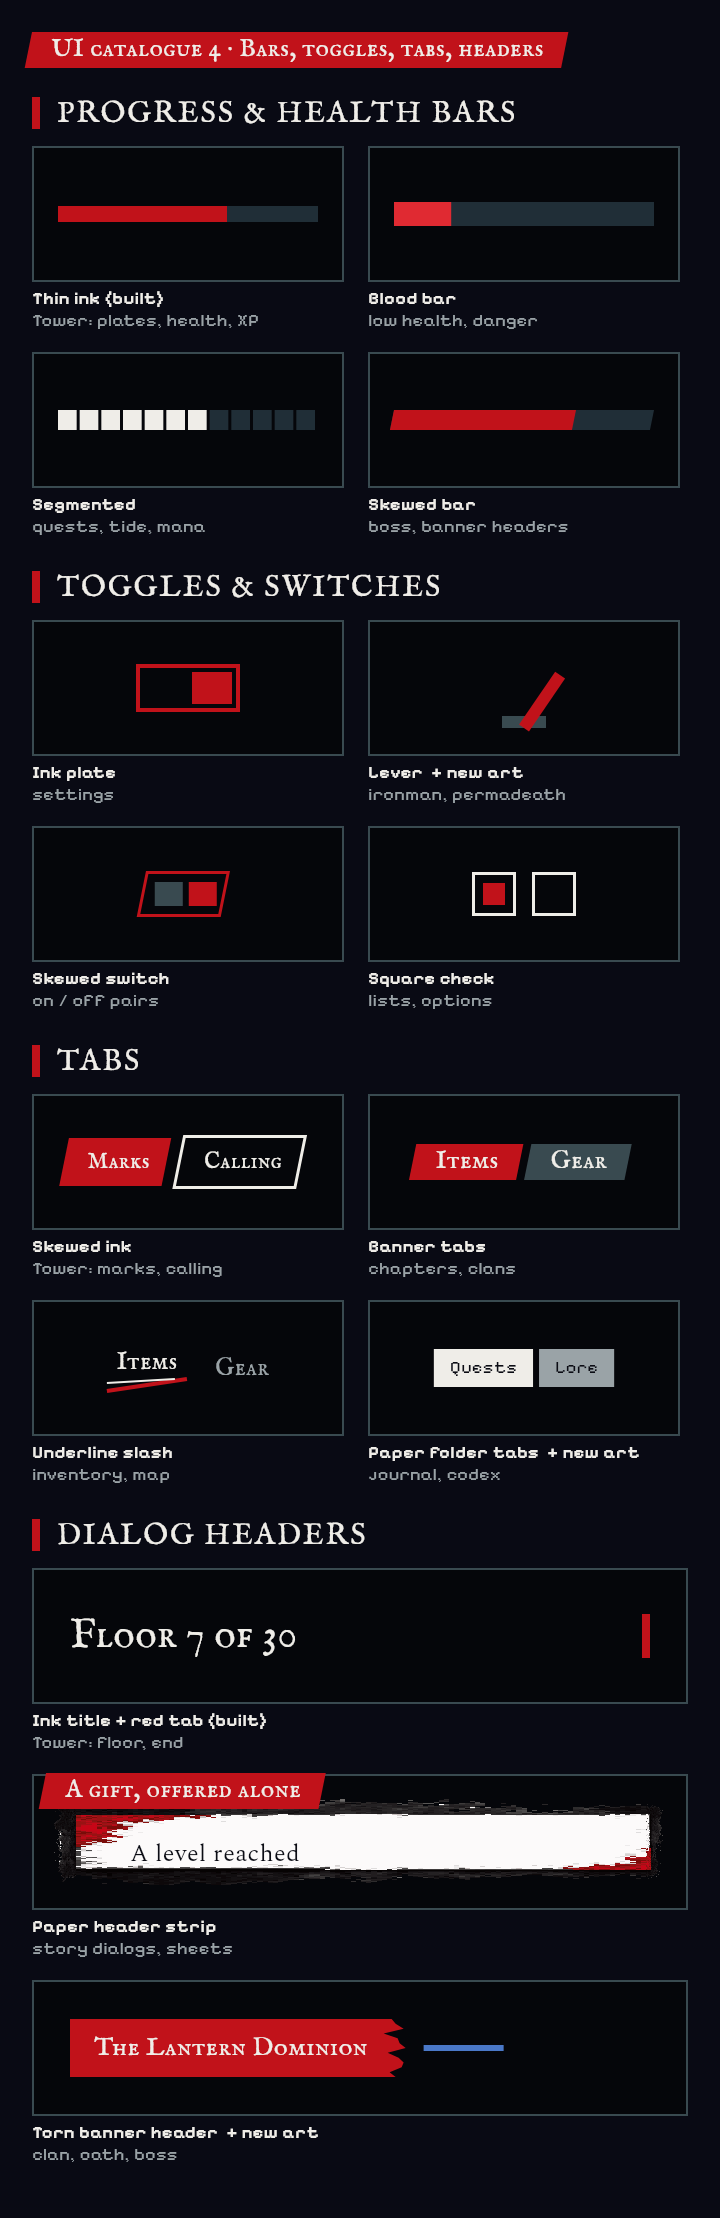 UI catalogue 4 · Bars, toggles, tabs, headers
PROGRESS & HEALTH BARS
Thin ink (built)
Tower: plates, health, XP
Blood bar
low health, danger
Segmented
quests, tide, mana
Skewed bar
boss, banner headers
TOGGLES & SWITCHES
Ink plate
settings
Lever + new art
ironman, permadeath
Skewed switch
on / off pairs
Square check
lists, options
TABS
Marks
Calling
Skewed ink
Tower: marks, calling
Items
Gear
Banner tabs
chapters, clans
Items
Gear
Underline slash
inventory, map
Quests
Lore
Paper folder tabs + new art
journal, codex
DIALOG HEADERS
Floor 7 of 30
Ink title + red tab (built)
Tower: floor, end
A gift, offered alone
A level reached
Paper header strip
story dialogs, sheets
The Lantern Dominion
Torn banner header + new art
clan, oath, boss